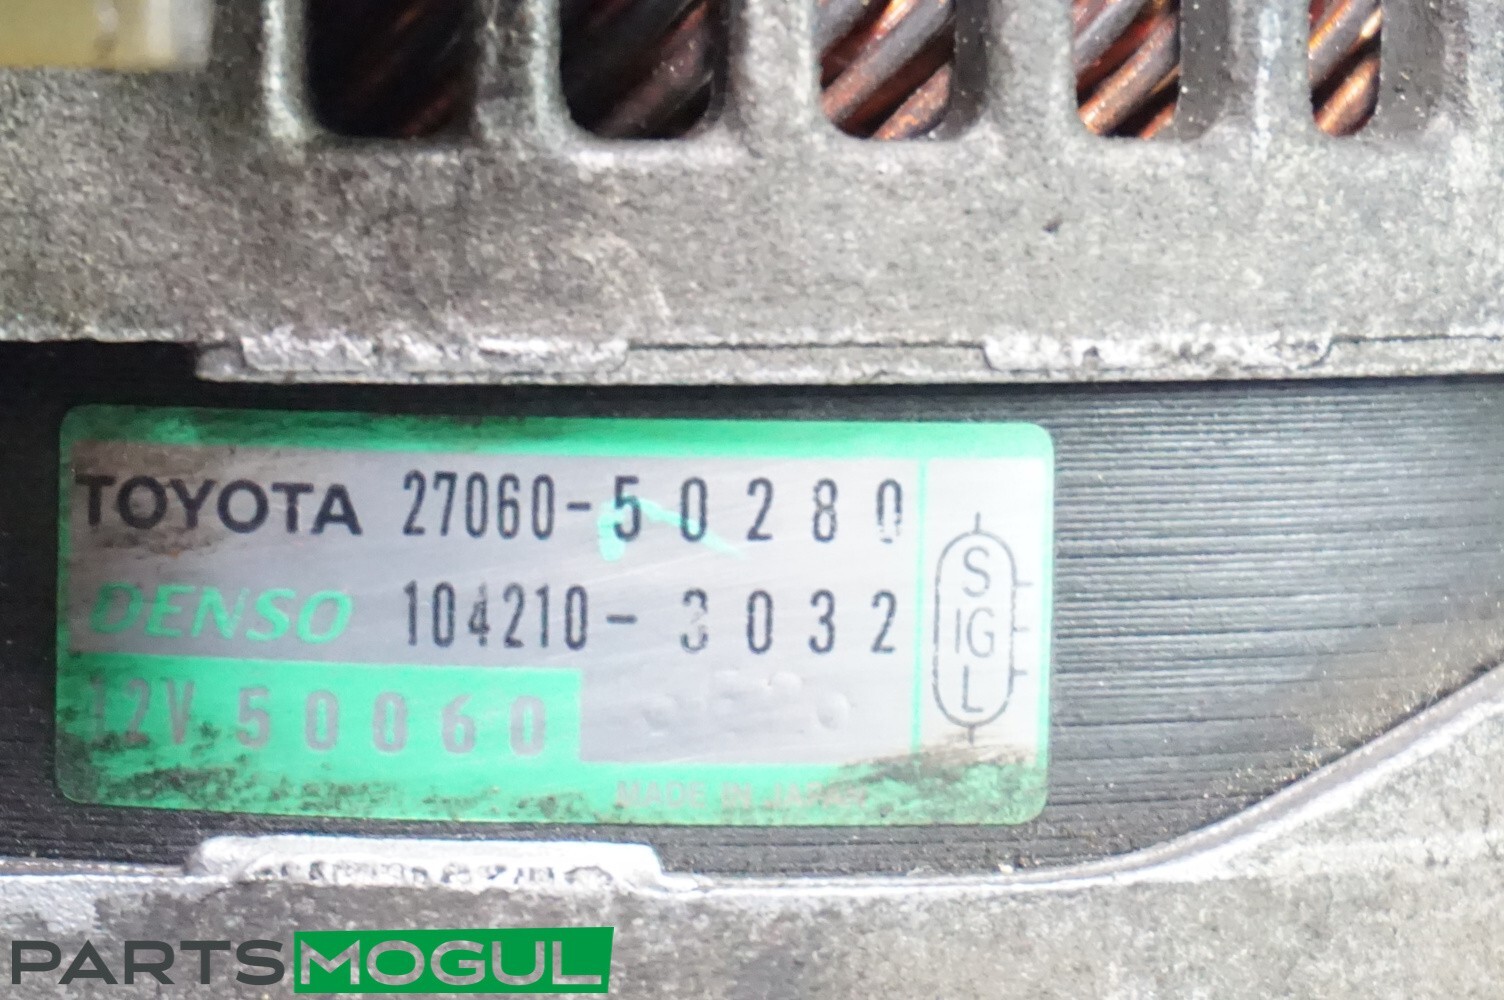 TOYOTA 27060-50280
DENSO 104210-3032
12V 50060
MADE IN JAPAN
S
IG
L
PARTSMOGUL